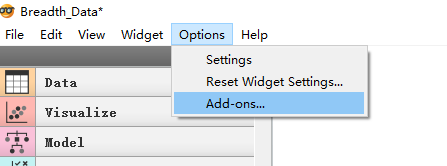 Breadth_Data*
File Edit View Widget Options Help
Settings
Data
Reset Widget Settings...
Visualize
Add-ons...
Model